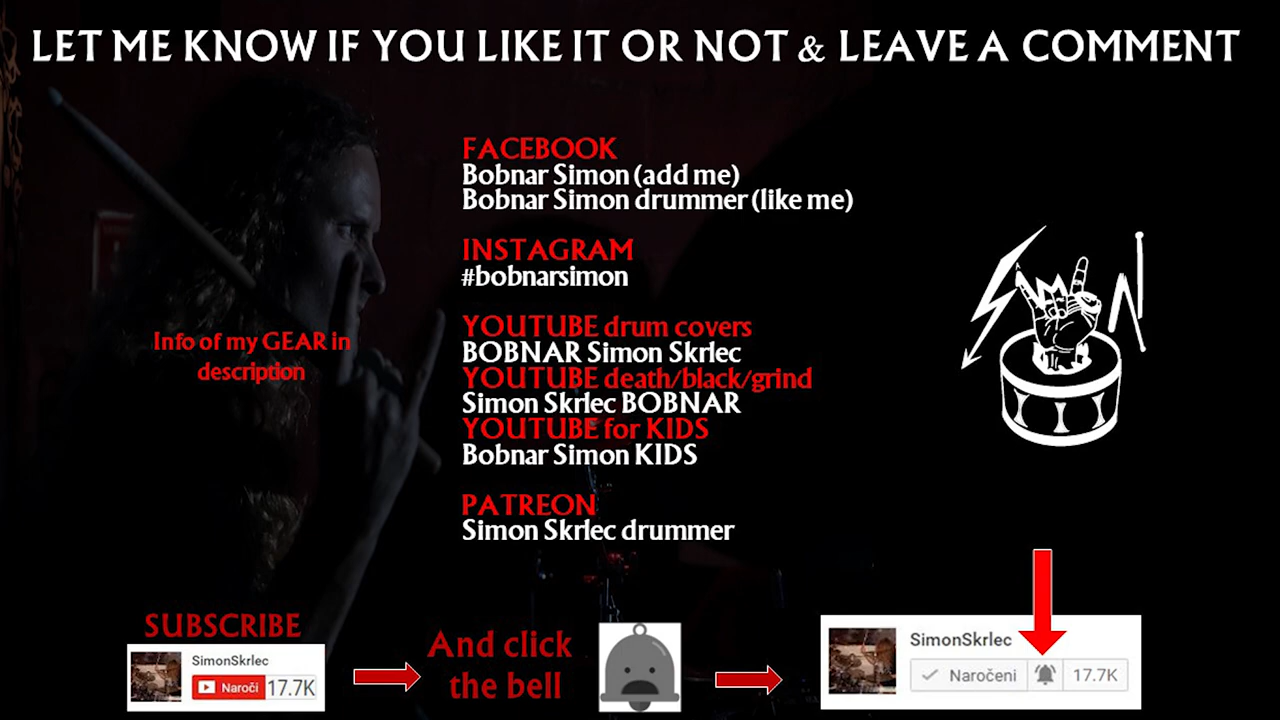 LET ME KNOW IF YOU LIKE IT OR NOT & LEAVE A COMMENT
FACEBOOK
Bobnar Simon (add me)
Bobnar Simon drummer (like me)
INSTAGRAM
#bobnarsimon
YOUTUBE drum covers
BOBNAR Simon Skrlec
YOUTUBE death/black/grind
Simon Skrlec BOBNAR
YOUTUBE for KIDS
Bobnar Simon KIDS
PATREON
Simon Skrlec drummer
Info of my GEAR in
description
SIMON
SUBSCRIBE
SimonSkrlec
Naroči 17.7K
And click
the bell
SimonSkrlec
Naročeni 17.7K